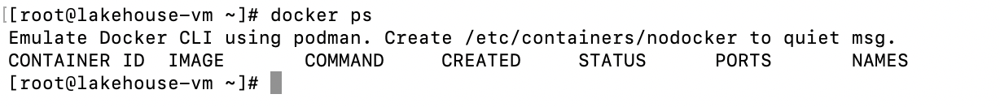 [[root@lakehouse-vm ~]# docker ps
Emulate Docker CLI using podman. Create /etc/containers/nodocker to quiet msg.
CONTAINER ID  IMAGE       COMMAND     CREATED     STATUS      PORTS       NAMES
[root@lakehouse-vm ~]#